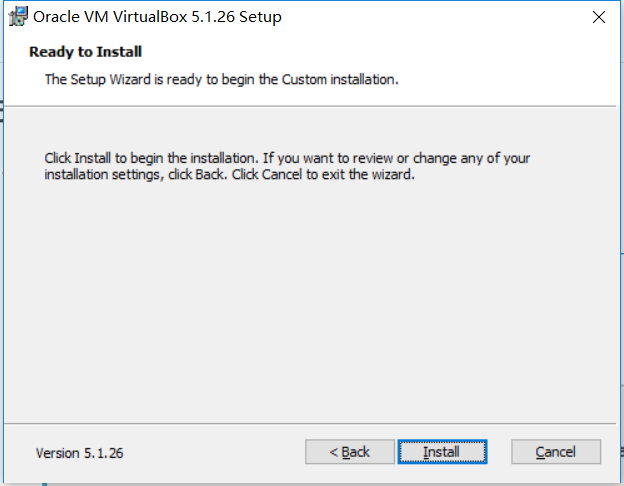 Oracle VM VirtualBox 5.1.26 Setup
Ready to Install
The Setup Wizard is ready to begin the Custom installation.
Click Install to begin the installation. If you want to review or change any of your
installation settings, click Back. Click Cancel to exit the wizard.
Version 5.1.26
< Back
Install
Cancel